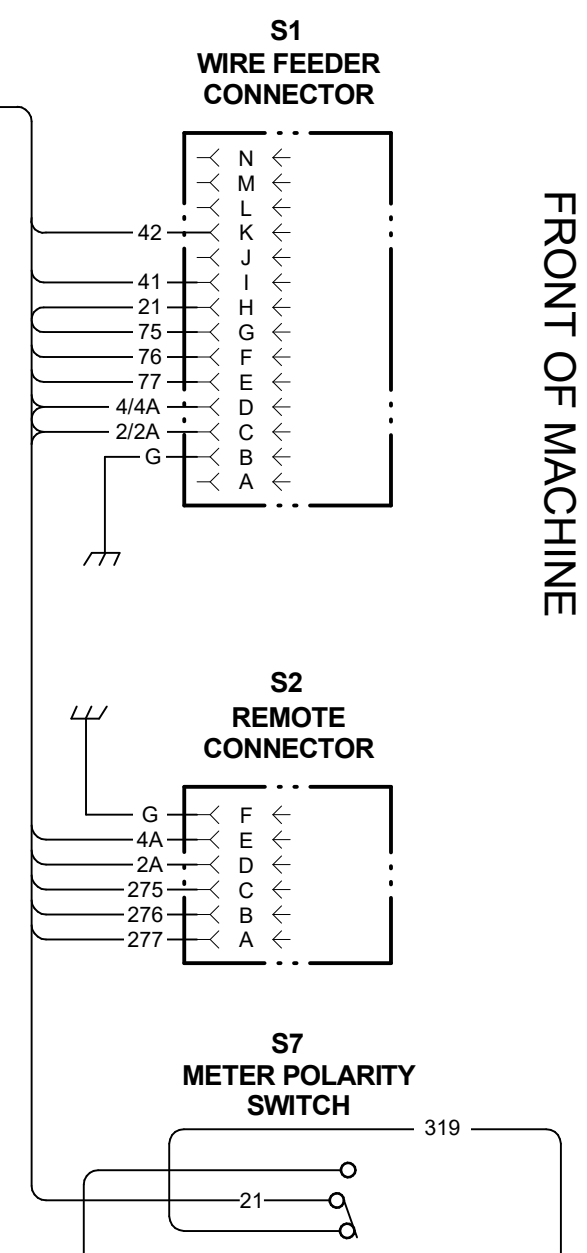 S1
WIRE FEEDER
CONNECTOR
N
M
L
42 K
J
41 I
21 H
75 G
76 F
77 E
4/4A D
2/2A C
G B
A
FRONT OF MACHINE
S2
REMOTE
CONNECTOR
G F
4A E
2A D
275 C
276 B
277 A
S7
METER POLARITY
SWITCH
319
21